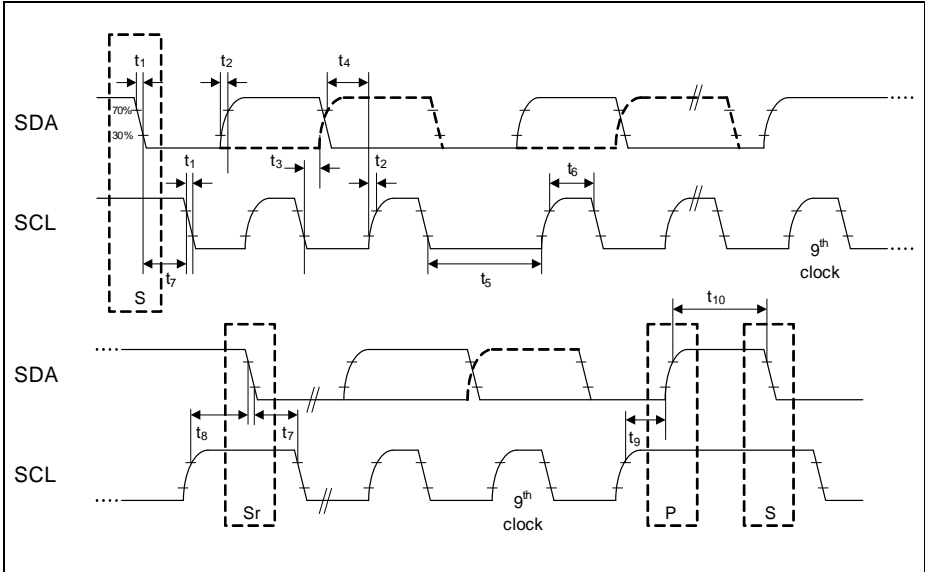 t1 t2 t4
70%
SDA
30%
t1 t3 t2 t6
SCL
t7 t5 9th
clock
S
t10
SDA
t8 t7 t9
SCL
9th
clock
Sr P S